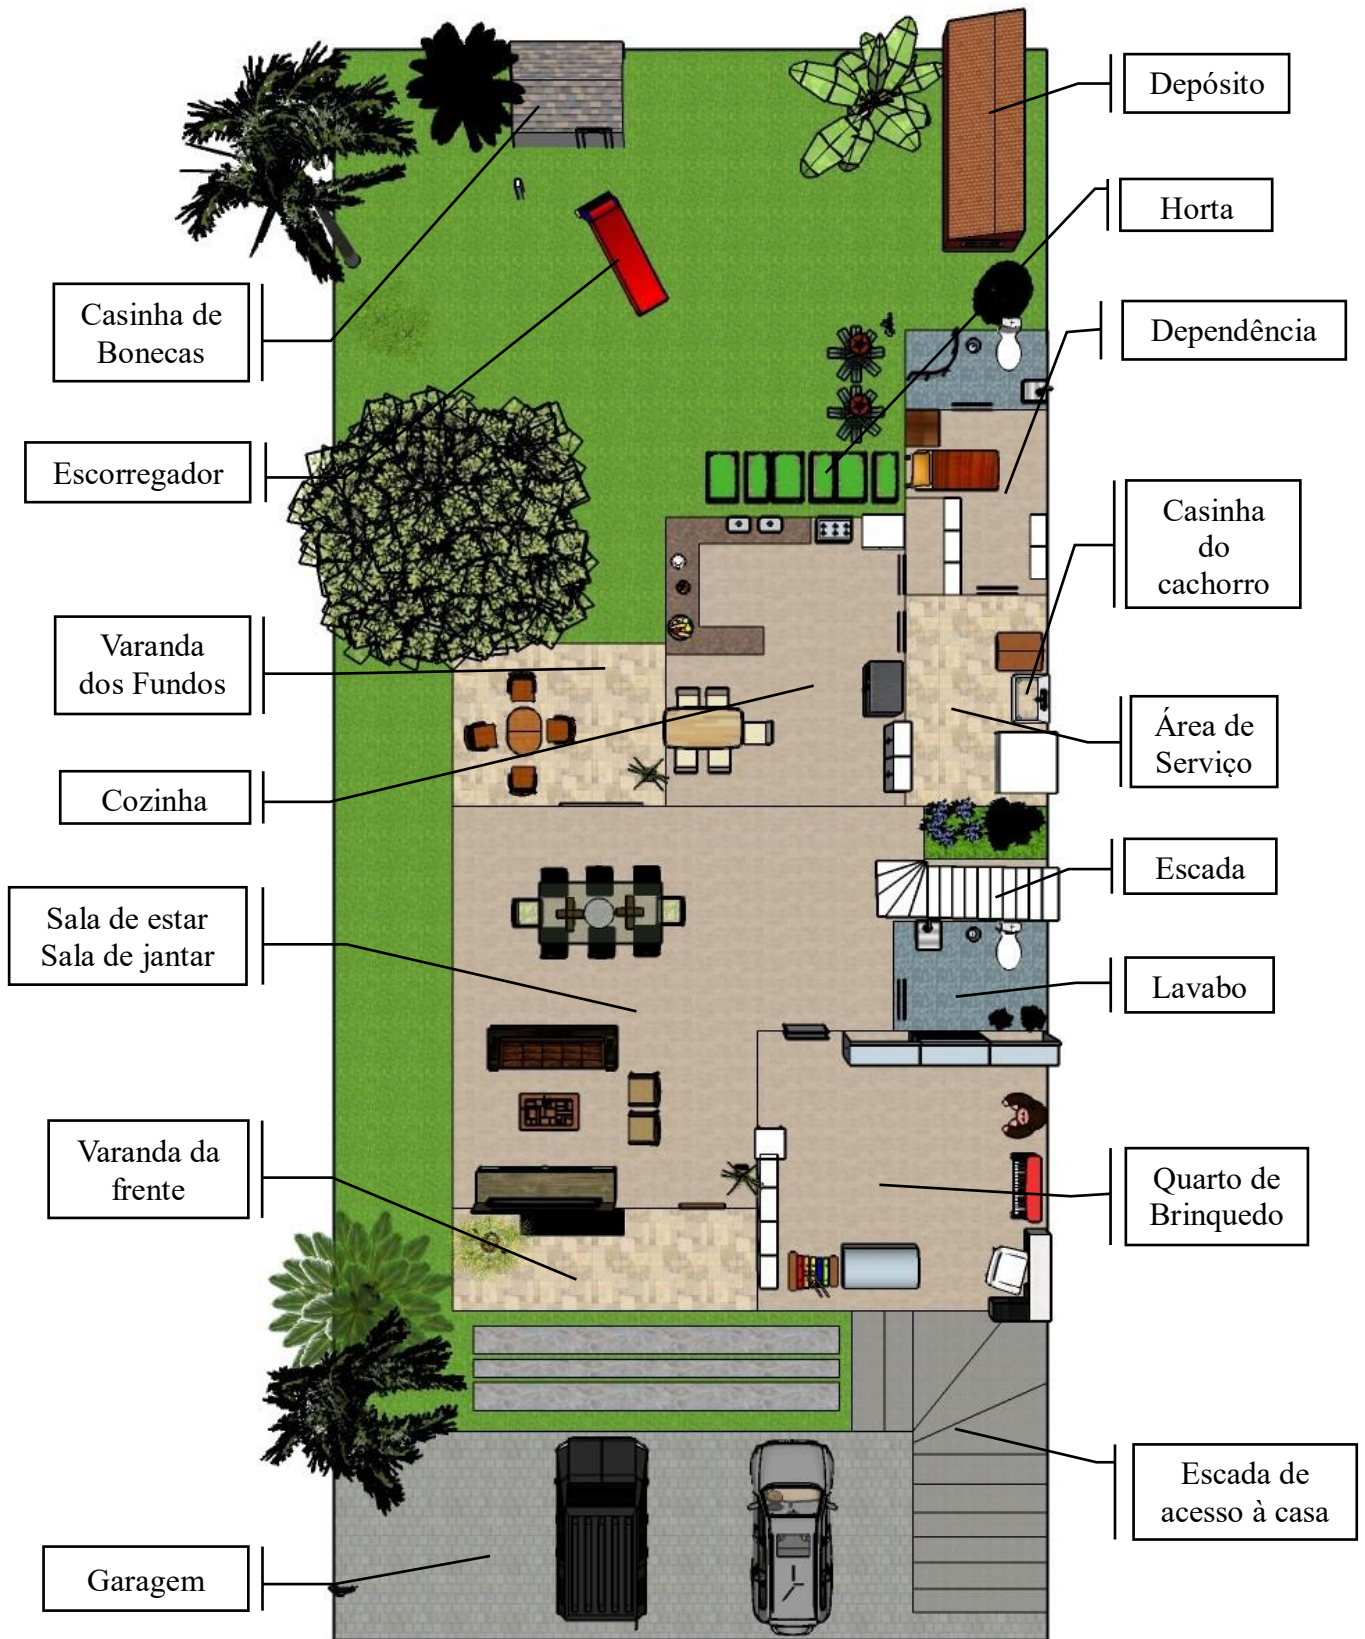 Depósito
Horta
Casinha de
Bonecas
Dependência
Escorregador
Casinha
do
cachorro
Varanda
dos Fundos
Área de
Serviço
Cozinha
Escada
Sala de estar
Sala de jantar
Lavabo
Varanda da
frente
Quarto de
Brinquedo
Escada de
acesso à casa
Garagem